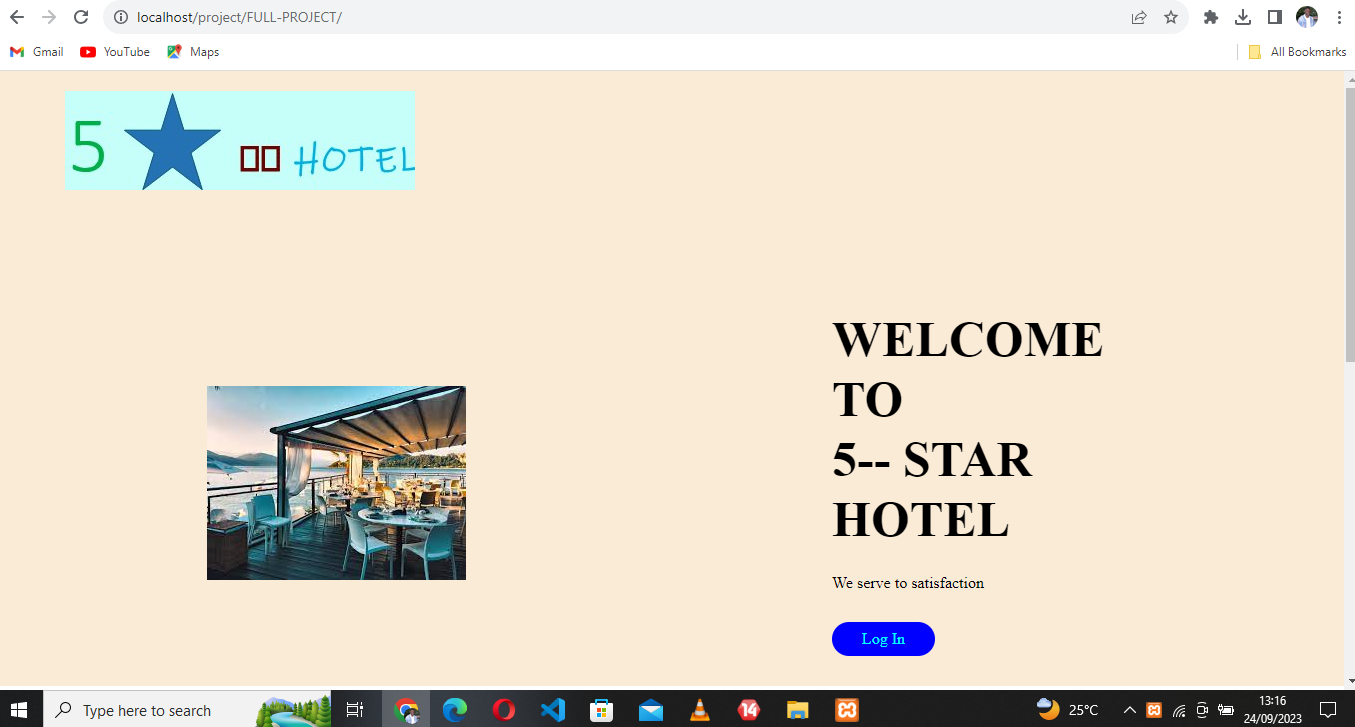 localhost/project/FULL-PROJECT/
Gmail YouTube Maps All Bookmarks
5 HOTEL
WELCOME
TO
5-- STAR
HOTEL
We serve to satisfaction
Log In
Type here to search
14
25°C
13:16
24/09/2023